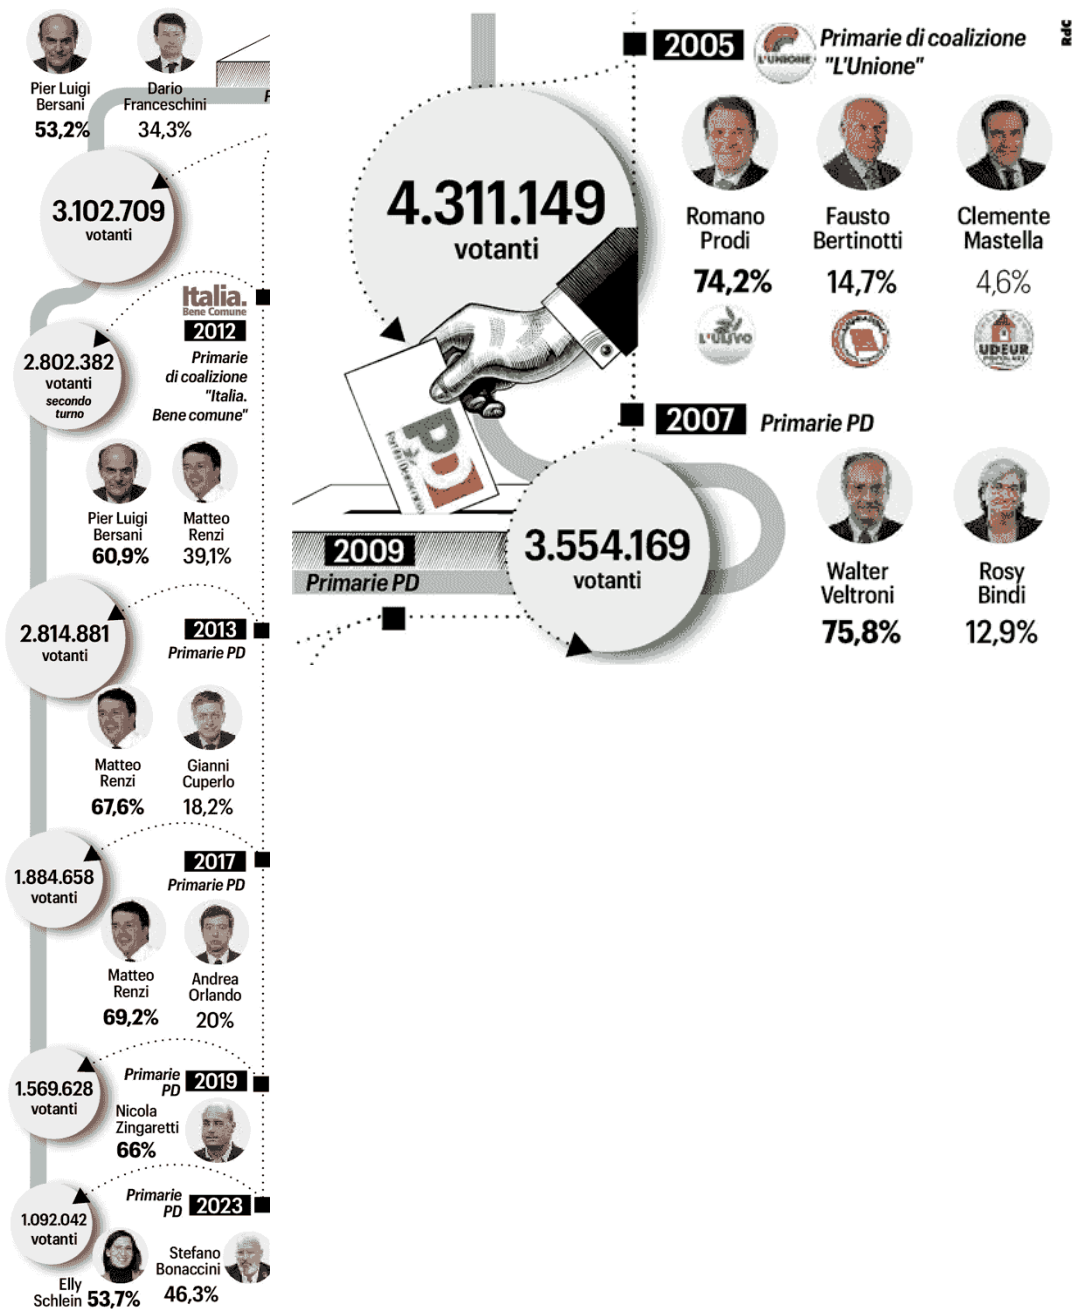 Pier Luigi
Bersani
53,2%
Dario
Franceschini
34,3%
3.102.709
votanti
Italia.
Bene Comune
2012
Primarie
di coalizione
"Italia.
Bene comune"
2.802.382
votanti
secondo
turno
Pier Luigi
Bersani
60,9%
Matteo
Renzi
39,1%
2013
Primarie PD
2.814.881
votanti
Matteo
Renzi
67,6%
Gianni
Cuperlo
18,2%
2017
Primarie PD
1.884.658
votanti
Matteo
Renzi
69,2%
Andrea
Orlando
20%
Primarie
PD
2019
1.569.628
votanti
Nicola
Zingaretti
66%
Primarie
PD
2023
1.092.042
votanti
Elly
Schlein
53,7%
Stefano
Bonaccini
46,3%
RdC
2005
L'UNIONE
Primarie di coalizione
"L'Unione"
4.311.149
votanti
Romano
Prodi
74,2%
L'ULIVO
Fausto
Bertinotti
14,7%
Clemente
Mastella
4,6%
UDEUR
PD
Partito Democratico
2007
Primarie PD
3.554.169
votanti
Walter
Veltroni
75,8%
Rosy
Bindi
12,9%
2009
Primarie PD